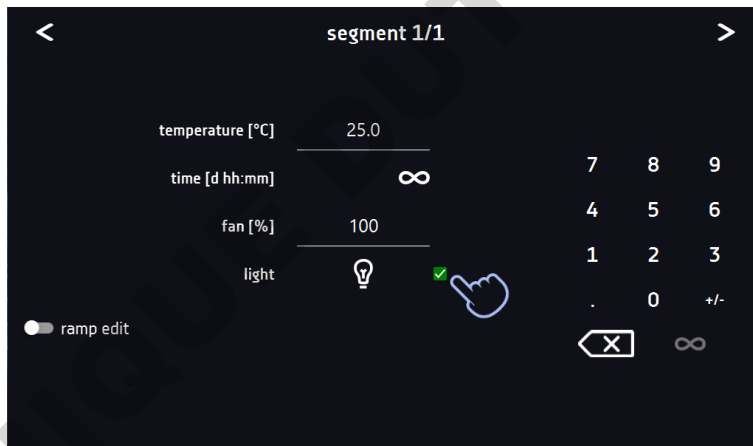 < segment 1/1 >
temperature [°C] 25.0
time [d hh:mm] ∞
fan [%] 100
light
ramp edit
7 8 9
4 5 6
1 2 3
. 0 +/-
∞